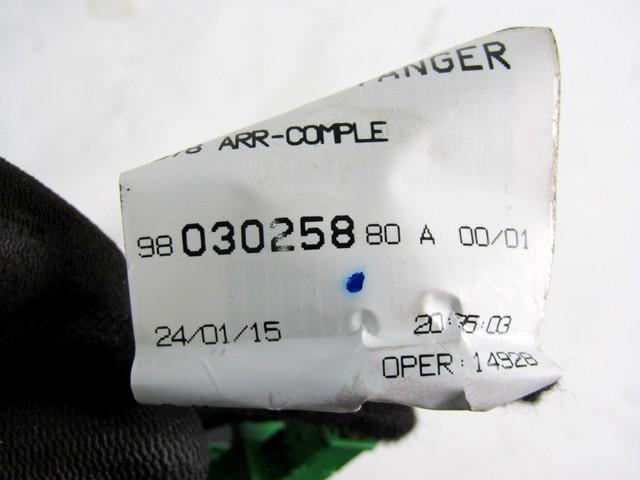 ANGER
ARR-COMPLE
98 030258 80 A 00/01
24/01/15
OPER:14928